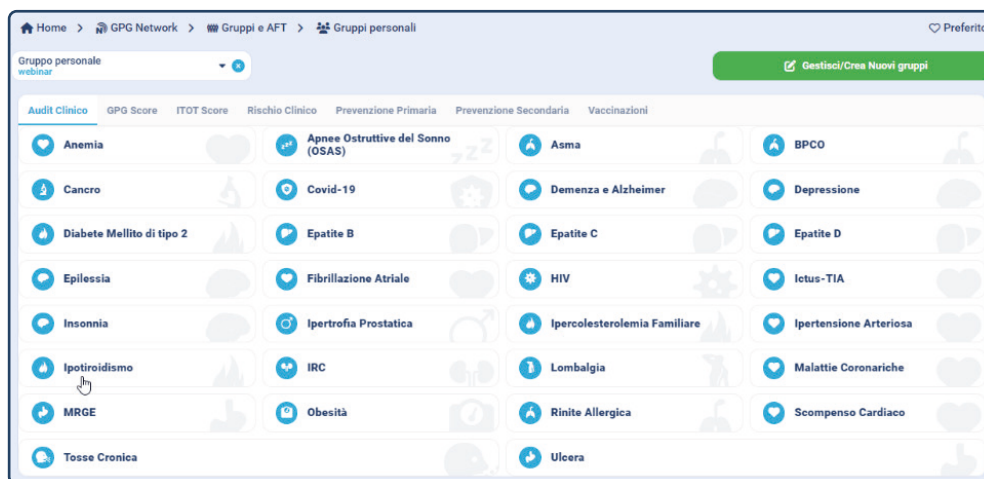 Home > GPG Network > Gruppi e AFT > Gruppi personali
Preferito
Gruppo personale
webinar
Gestisci/Crea Nuovi gruppi
Audit Clinico GPG Score ITOT Score Rischio Clinico Prevenzione Primaria Prevenzione Secondaria Vaccinazioni
Anemia
Apnee Ostruttive del Sonno
(OSAS)
Asma
BPCO
Cancro
Covid-19
Demenza e Alzheimer
Depressione
Diabete Mellito di tipo 2
Epatite B
Epatite C
Epatite D
Epilessia
Fibrillazione Atriale
HIV
Ictus-TIA
Insonnia
Ipertrofia Prostatica
Ipercolesterolemia Familiare
Ipertensione Arteriosa
Ipotiroidismo
IRC
Lombalgia
Malattie Coronariche
MRGE
Obesità
Rinite Allergica
Scompenso Cardiaco
Tosse Cronica
Ulcera